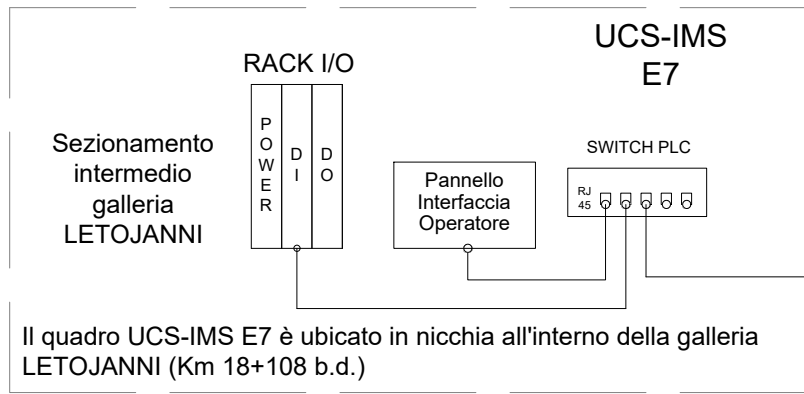 UCS-IMS
E7
RACK I/O
POWER
DI
DO
Sezionamento
intermedio
galleria
LETOJANNI
Pannello
Interfaccia
Operatore
SWITCH PLC
RJ
45
Il quadro UCS-IMS E7 è ubicato in nicchia all'interno della galleria
LETOJANNI (Km 18+108 b.d.)